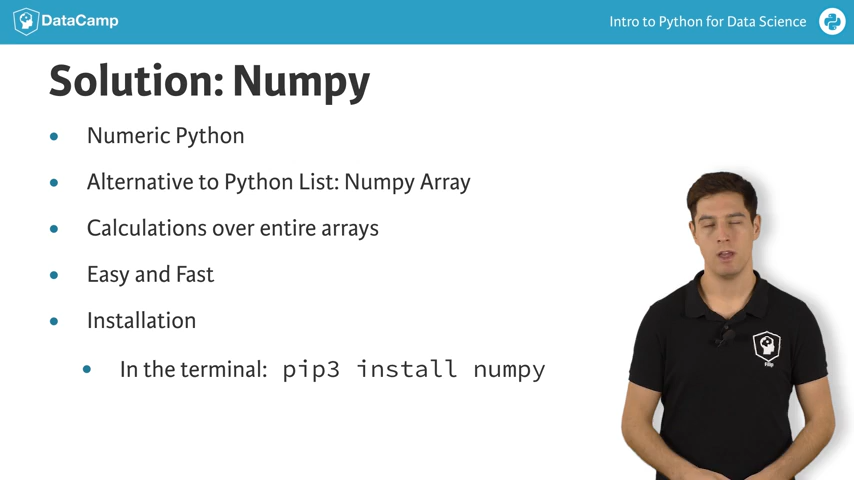 DataCamp
Intro to Python for Data Science
Solution: Numpy
• Numeric Python
• Alternative to Python List: Numpy Array
• Calculations over entire arrays
• Easy and Fast
• Installation
• In the terminal: pip3 install numpy
Filip